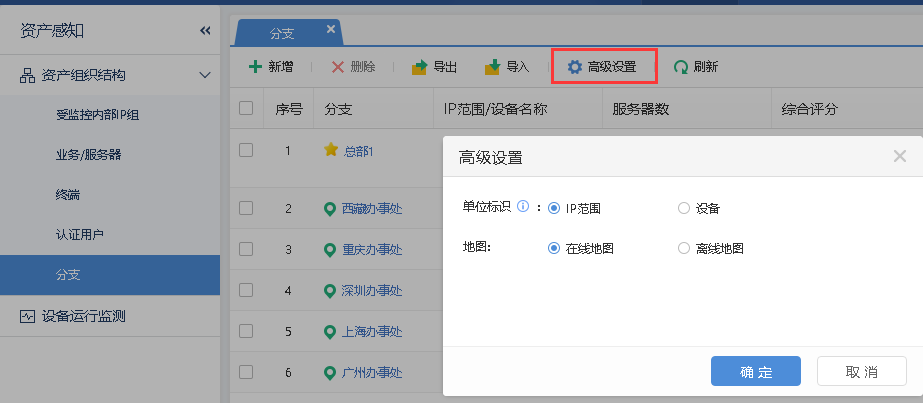 资产感知
资产组织结构
受监控内部IP组
业务/服务器
终端
认证用户
分支
设备运行监测
分支
新增 删除 导出 导入 高级设置 刷新
序号 分支 IP范围/设备名称 服务器数 综合评分
1 总部1
2 西藏办事处
3 重庆办事处
4 深圳办事处
5 上海办事处
6 广州办事处
高级设置
单位标识 : IP范围 设备
地图: 在线地图 离线地图
确定 取消